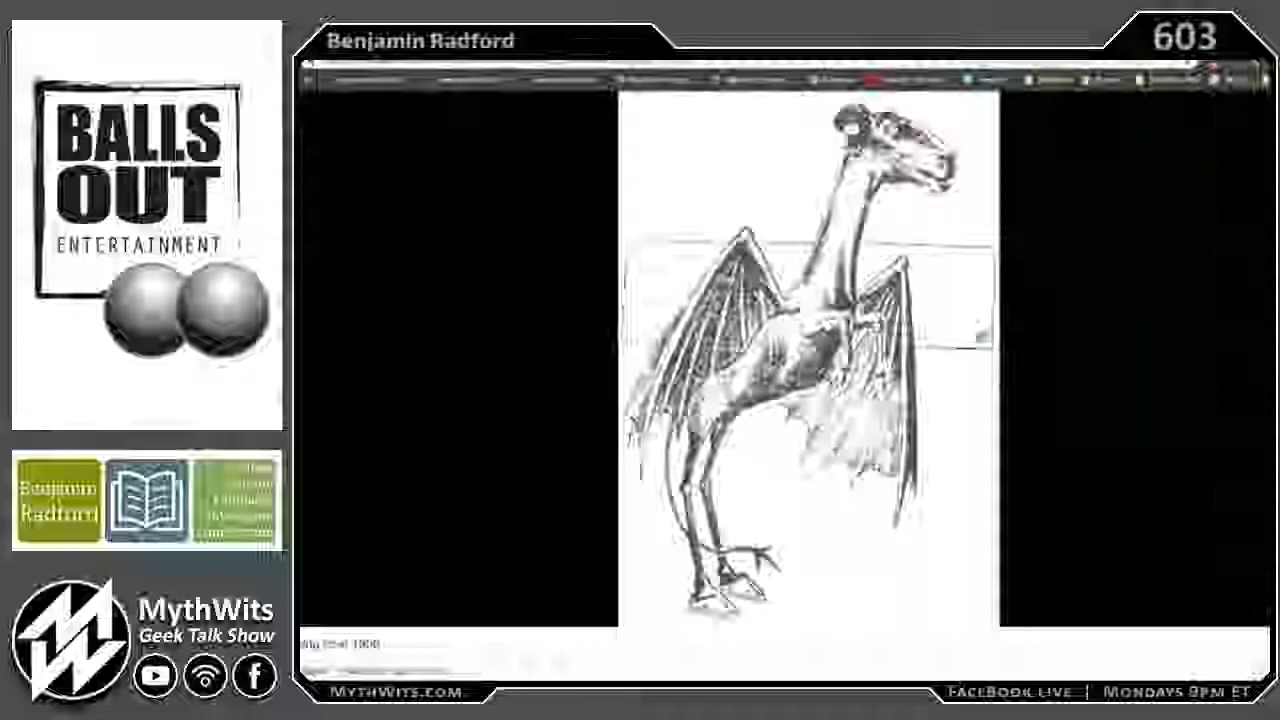 Benjamin Radford
603
BALLS
OUT
ENTERTAINMENT
Benjamin
Radford
MythWits
Geek Talk Show
MYTHWITS.COM
FACEBOOK LIVE | MONDAYS 9PM ET